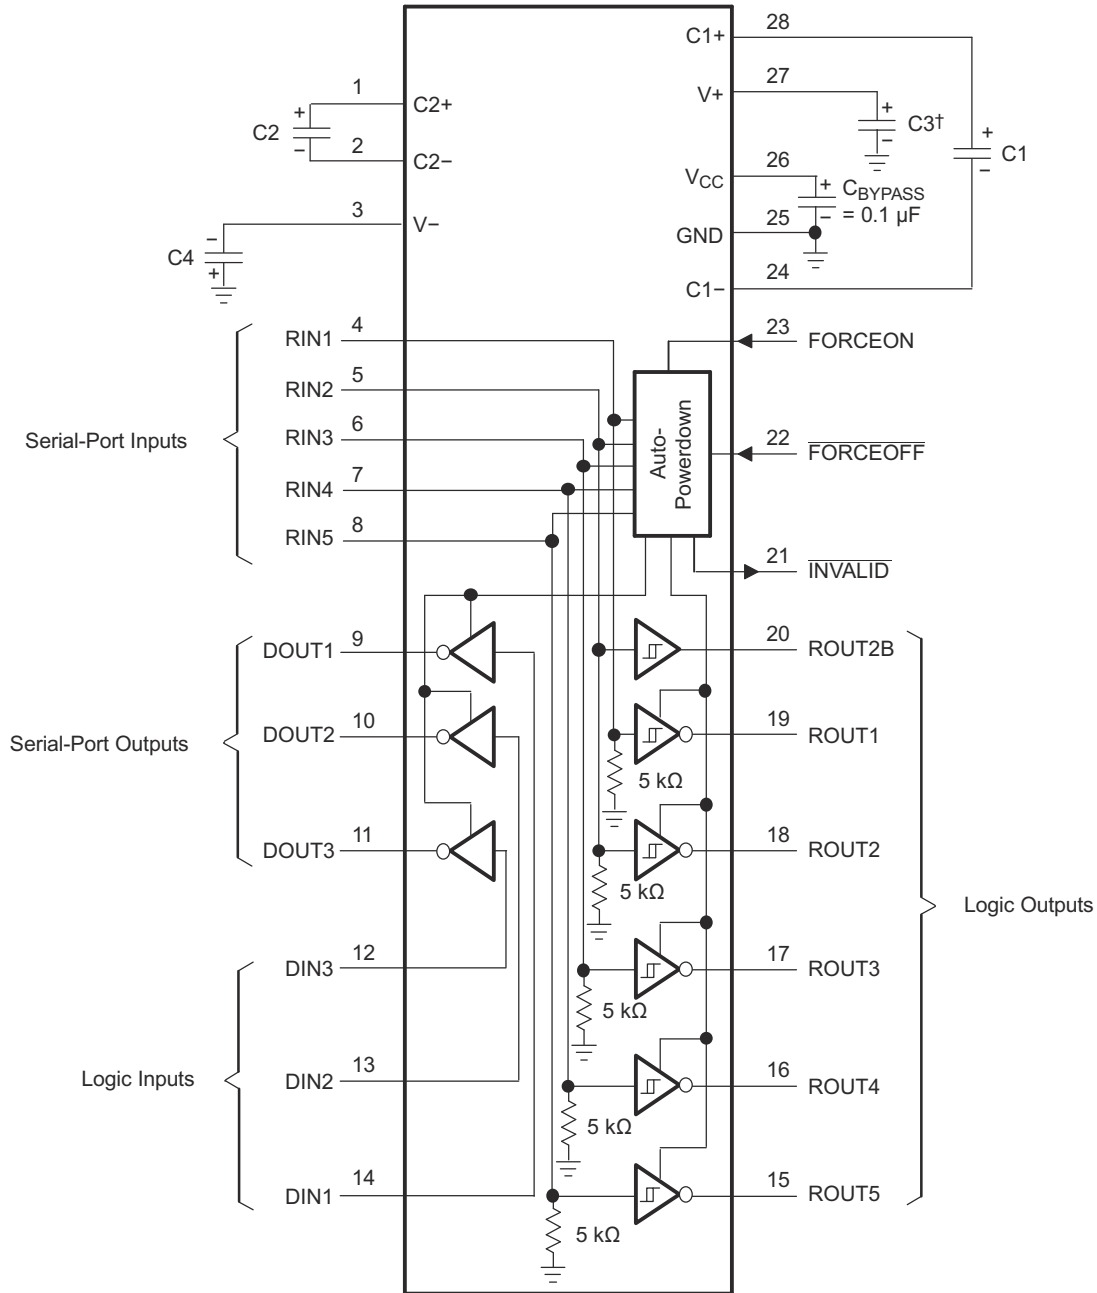 28
C1+
27
V+
1
C2+
C2
+
−
2
C2−
+
−
C3†
+
−
C1
26
VCC
+
−
CBYPASS
= 0.1 µF
3
V−
25
GND
−
+
C4
24
C1−
4
RIN1
23
FORCEON
5
RIN2
6
RIN3
Serial-Port Inputs
Auto-
Powerdown
22
FORCEOFF
7
RIN4
8
RIN5
21
INVALID
9
DOUT1
20
ROUT2B
10
DOUT2
Serial-Port Outputs
19
ROUT1
5 kΩ
11
DOUT3
18
ROUT2
5 kΩ
Logic Outputs
12
DIN3
17
ROUT3
5 kΩ
13
DIN2
Logic Inputs
16
ROUT4
5 kΩ
14
DIN1
15
ROUT5
5 kΩ